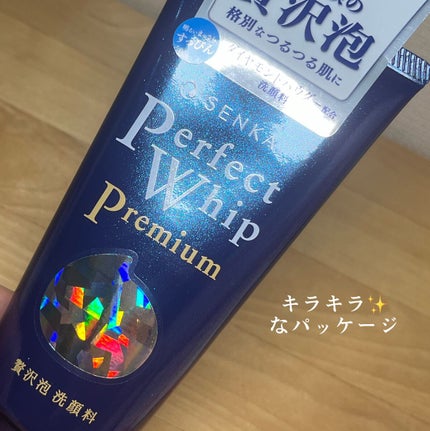 贅沢泡
格別なつるつる肌に
ダイヤモンドパウダー配合
洗顔料
すっぴん
SENKA
Perfect
Whip
Premium
贅沢泡 洗顔料
キラキラ✨
なパッケージ